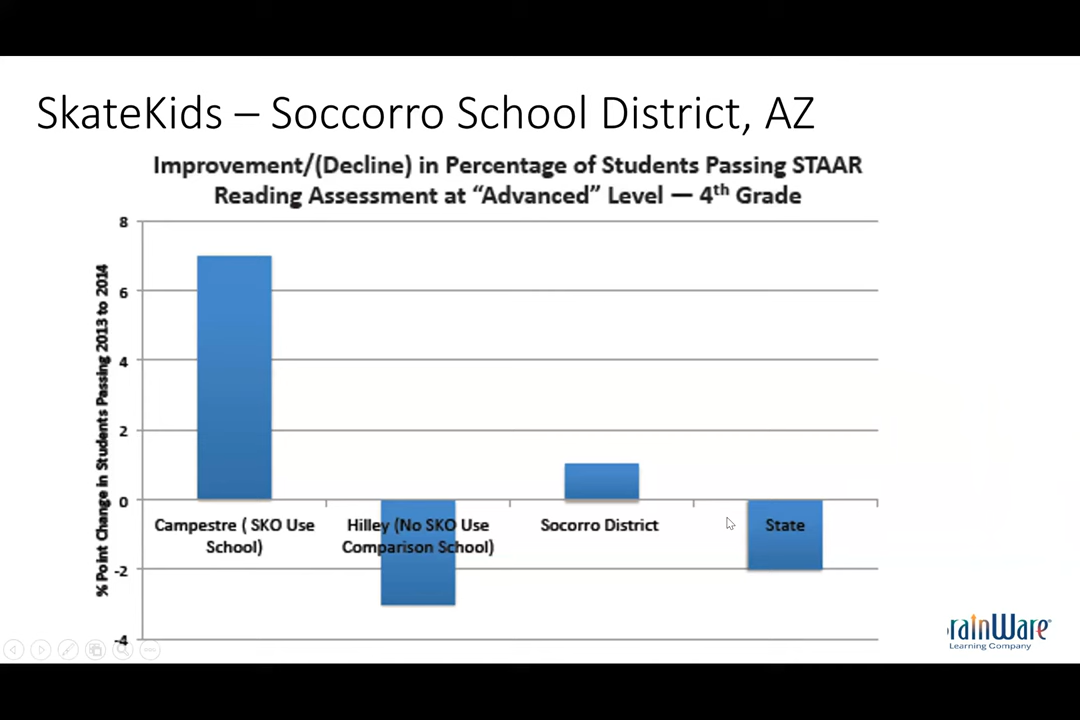 SkateKids – Soccorro School District, AZ
Improvement/(Decline) in Percentage of Students Passing STAAR
Reading Assessment at “Advanced” Level — 4th Grade
% Point Change in Students Passing 2013 to 2014
8
6
4
2
0
-2
-4
Campestre ( SKO Use
School)
Hilley (No SKO Use
Comparison School)
Socorro District
State
rainWare®
Learning Company